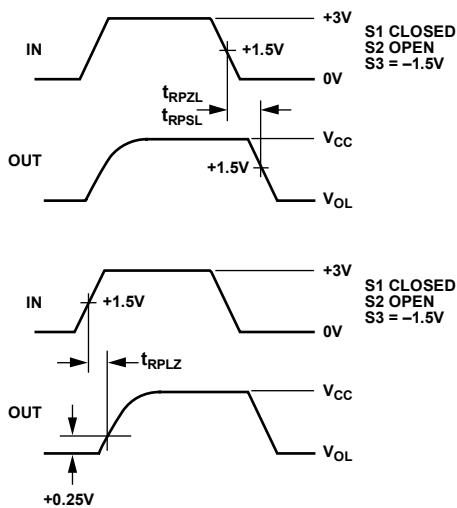 +3V
S1 CLOSED
S2 OPEN
S3 = –1.5V
IN
+1.5V
0V
tRPZL
tRPSL
VCC
OUT
+1.5V
VOL
+3V
S1 CLOSED
S2 OPEN
S3 = –1.5V
IN
+1.5V
0V
tRPLZ
VCC
OUT
VOL
+0.25V